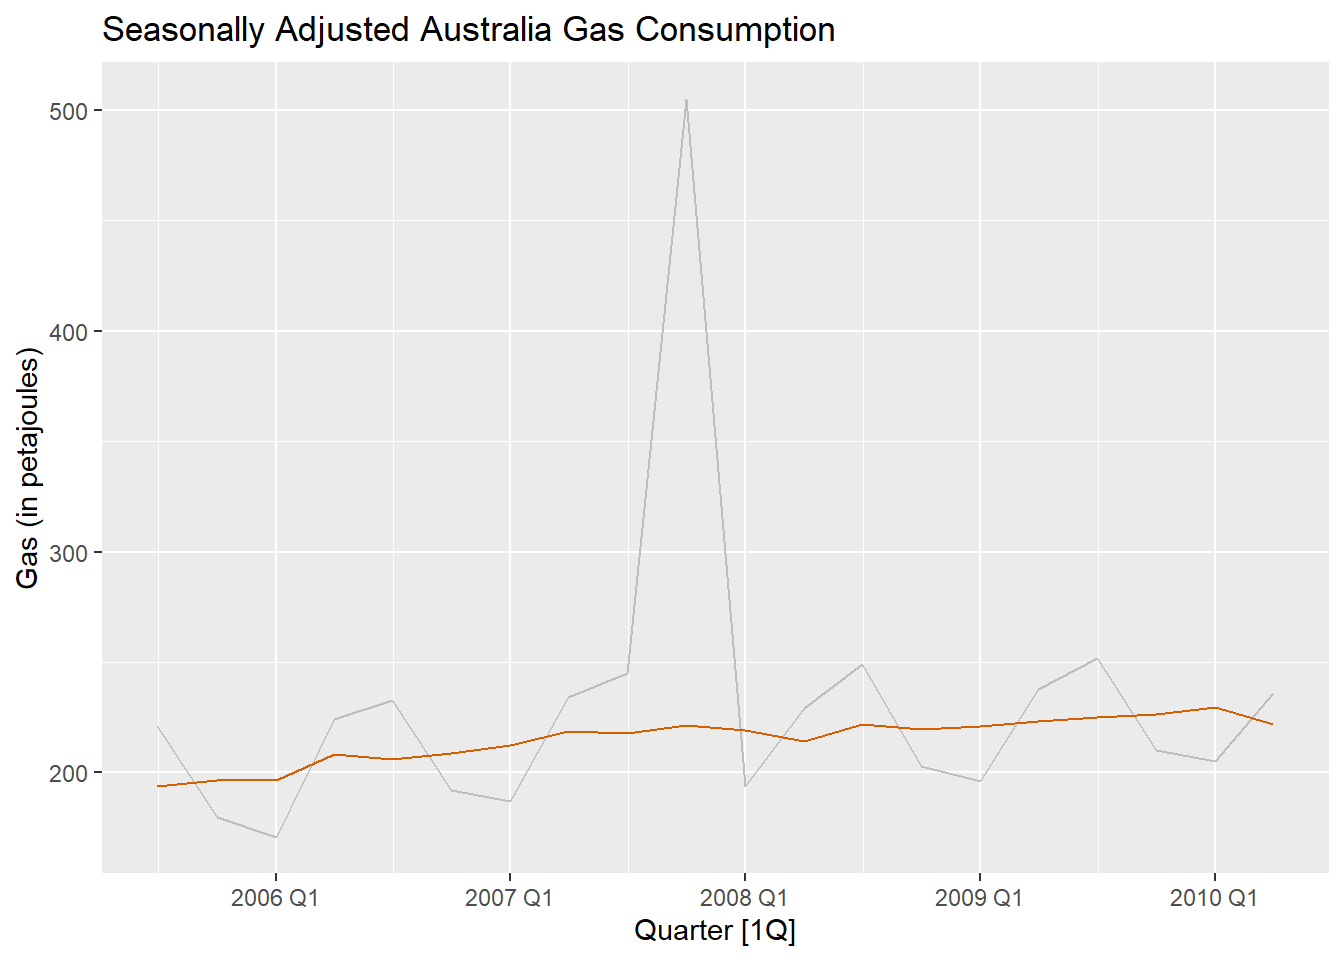 Seasonally Adjusted Australia Gas Consumption
500
400
300
200
Gas (in petajoules)
2006 Q1
2007 Q1
2008 Q1
2009 Q1
2010 Q1
Quarter [1Q]